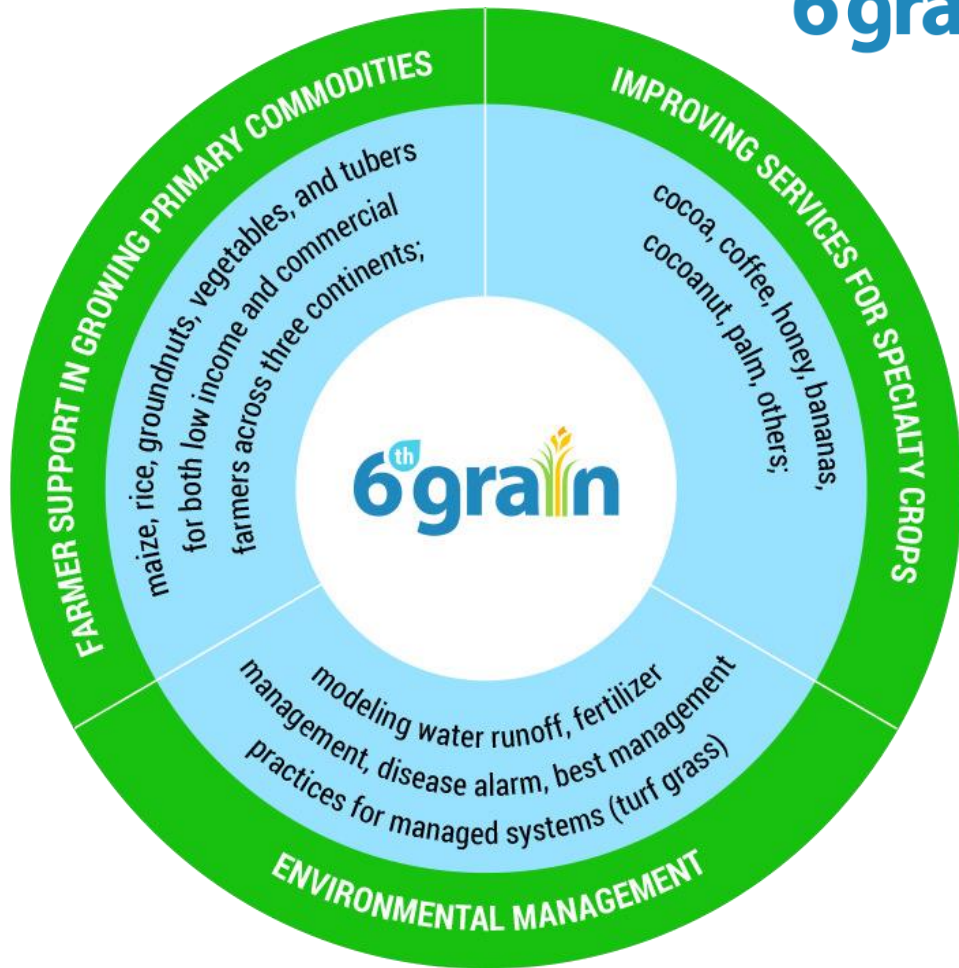 6 gra
FARMER SUPPORT IN GROWING PRIMARY COMMODITIES
maize, rice, groundnuts, vegetables, and tubers
for both low income and commercial
farmers across three continents;
IMPROVING SERVICES FOR SPECIALTY CROPS
cocoa, coffee, honey, bananas,
cocoanut, palm, others;
6th grain
modeling water runoff, fertilizer
management, disease alarm, best management
practices for managed systems (turf grass)
ENVIRONMENTAL MANAGEMENT